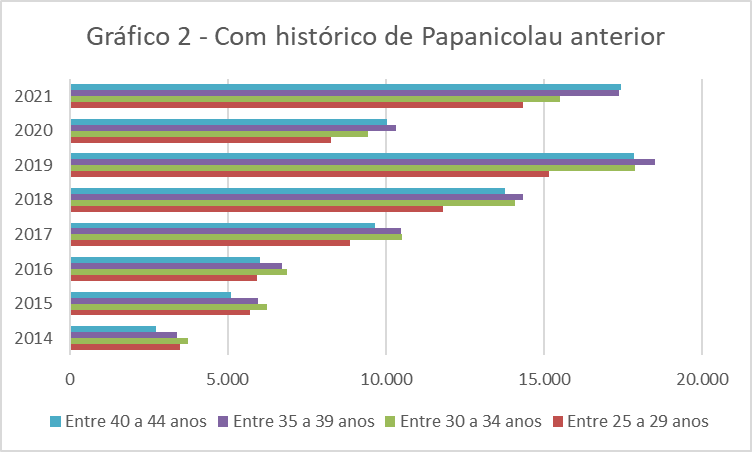 Gráfico 2 - Com histórico de Papanicolau anterior
2021
2020
2019
2018
2017
2016
2015
2014
0 5.000 10.000 15.000 20.000
Entre 40 a 44 anos Entre 35 a 39 anos Entre 30 a 34 anos Entre 25 a 29 anos